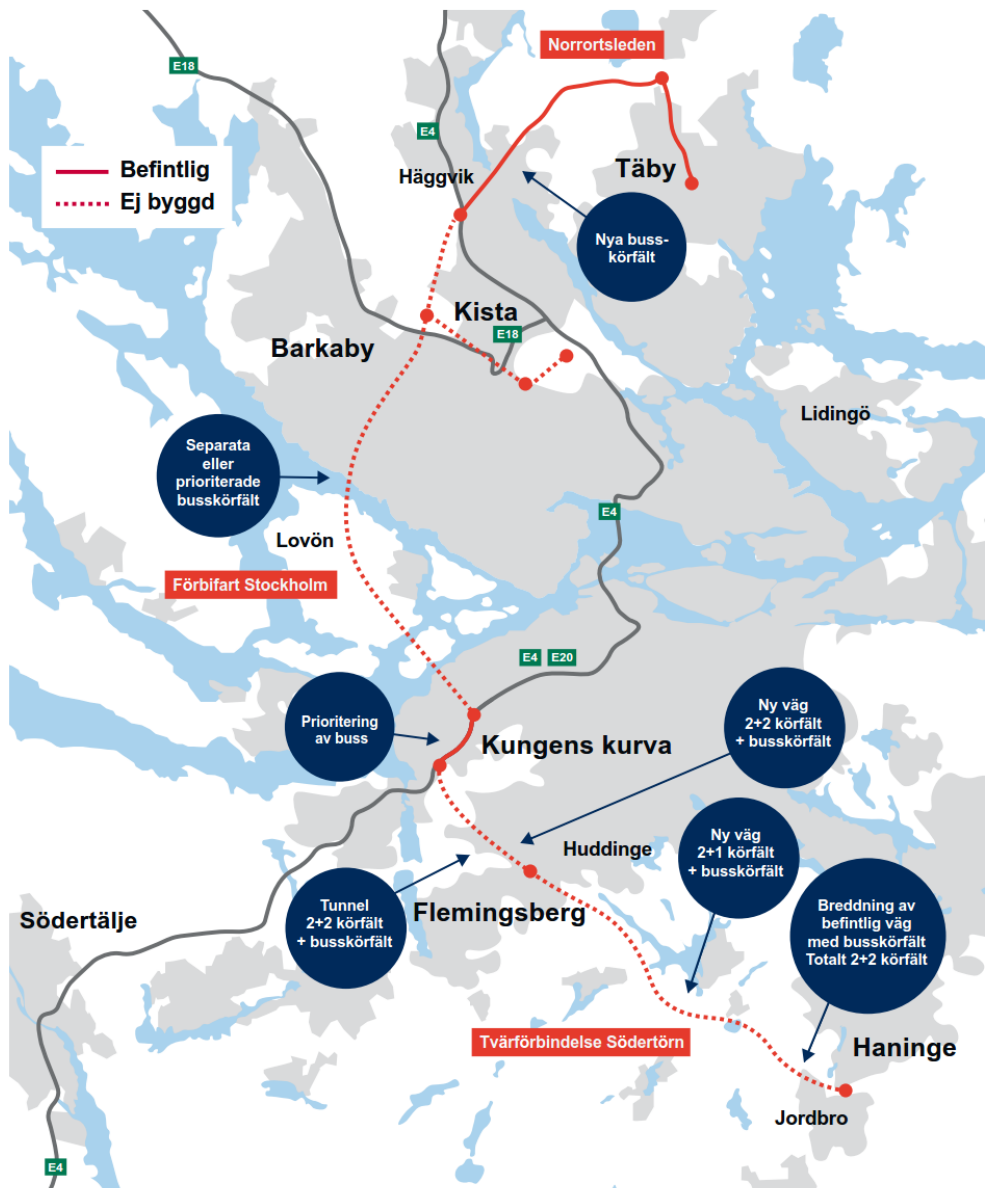 Norrortsleden
E18
E4
Befintlig
Ej byggd
Häggvik
Täby
Nya buss-
körfält
Kista
E18
Barkaby
Lidingö
Separata
eller
prioriterade
busskörfält
E4
Lovön
Förbifart Stockholm
E4 E20
Prioritering
av buss
Ny väg
2+2 körfält
+ busskörfält
Kungens kurva
Ny väg
2+1 körfält
+ busskörfält
Huddinge
Tunnel
2+2 körfält
+ busskörfält
Flemingsberg
Breddning av
befintlig väg
med busskörfält
Totalt 2+2 körfält
Södertälje
Tvärförbindelse Södertörn
Haninge
Jordbro
E4